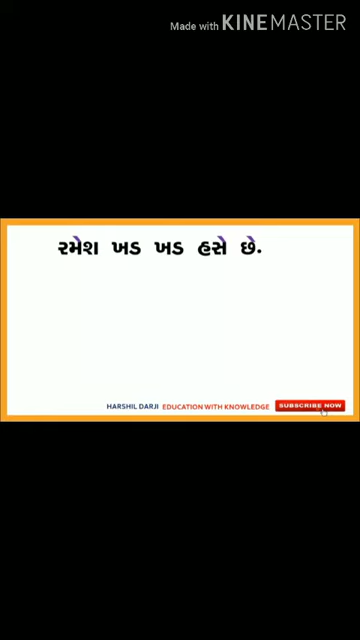 Made with KINEMASTER
રમેશ ખડ ખડ હસે છે.
HARSHIL DARJI EDUCATION WITH KNOWLEDGE SUBSCRIBE NOW